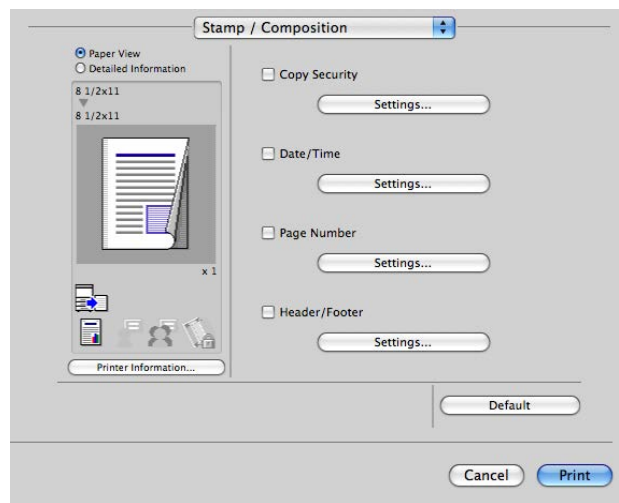 Stamp / Composition
Paper View
Detailed Information
8 1/2x11
8 1/2x11
x 1
Printer Information...
Copy Security
Settings...
Date/Time
Settings...
Page Number
Settings...
Header/Footer
Settings...
Default
Cancel
Print